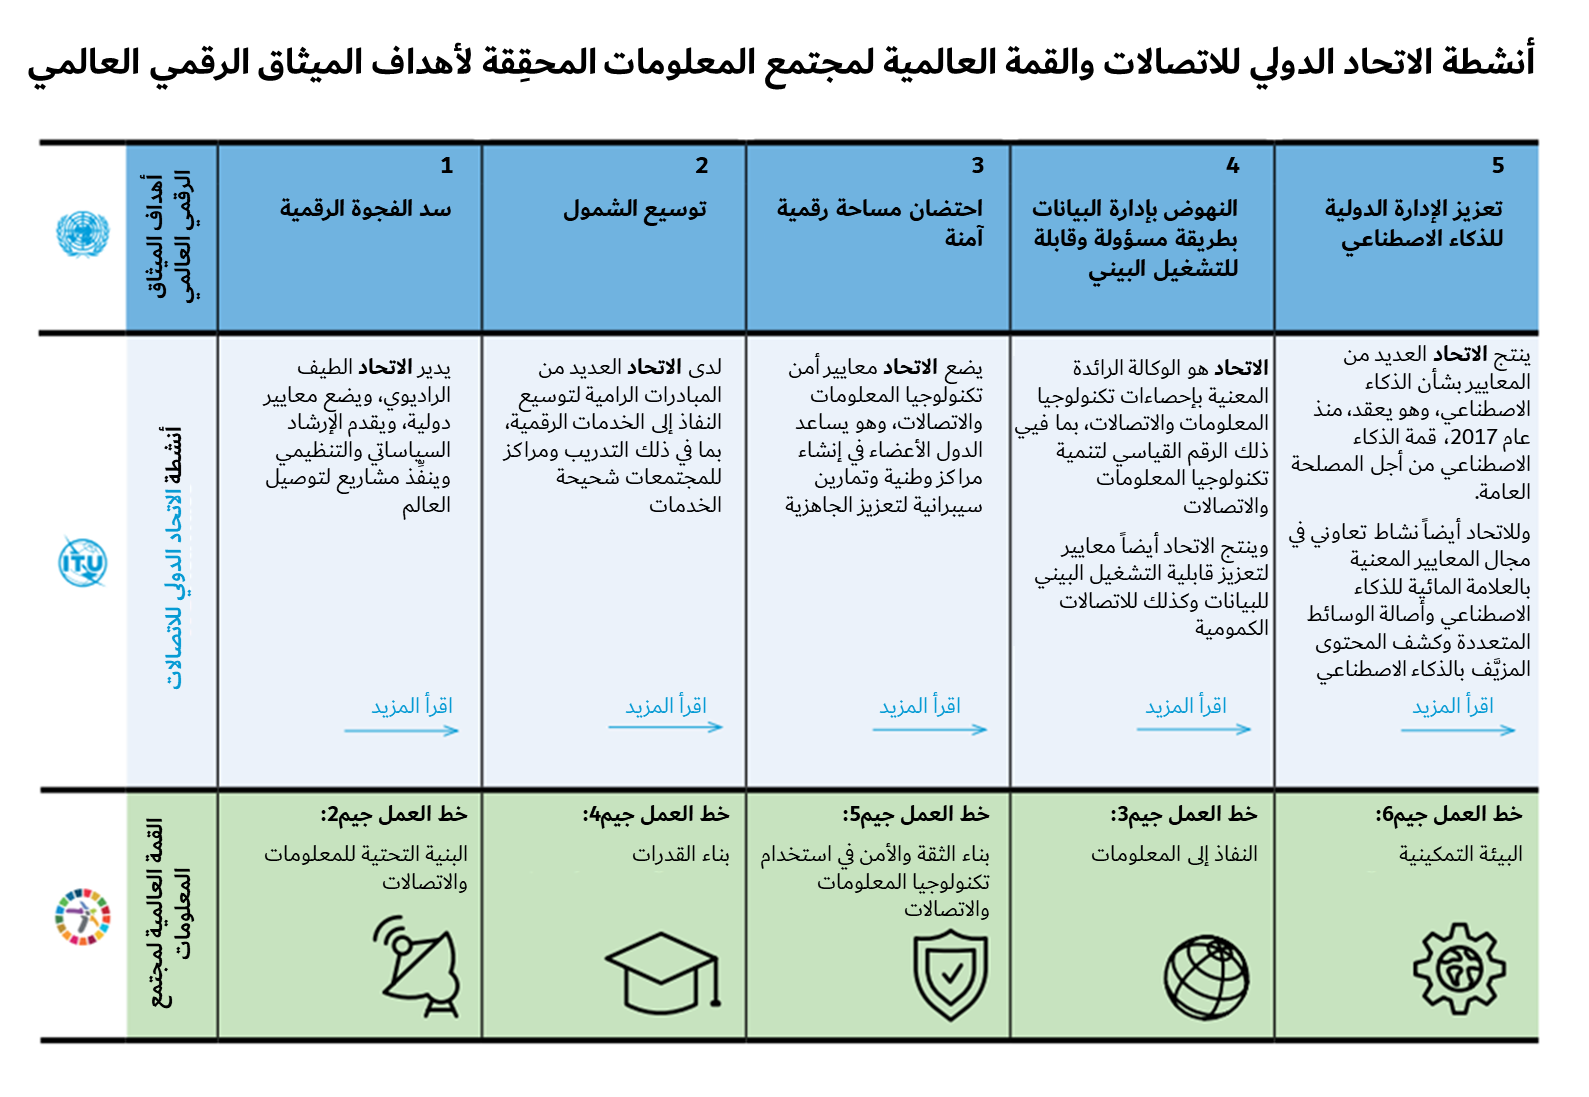 أنشطة الاتحاد الدولي للاتصالات والقمة العالمية لمجتمع المعلومات المحقِقة لأهداف الميثاق الرقمي العالمي
أهداف الميثاق
الرقمي العالمي
1
سد الفجوة الرقمية
2
توسيع الشمول
3
احتضان مساحة رقمية
آمنة
4
النهوض بإدارة البيانات
بطريقة مسؤولة وقابلة
للتشغيل البيني
5
تعزيز الإدارة الدولية
للذكاء الاصطناعي
ITU
أنشطة الاتحاد الدولي للاتصالات
يدير الاتحاد الطيف
الراديوي، ويضع معايير
دولية، ويقدم الإرشاد
السياساتي والتنظيمي
وينفِّذ مشاريع لتوصيل
العالم
اقرأ المزيد
لدى الاتحاد العديد من
المبادرات الرامية لتوسيع
النفاذ إلى الخدمات الرقمية،
بما في ذلك التدريب ومراكز
للمجتمعات شحيحة
الخدمات
اقرأ المزيد
يضع الاتحاد معايير أمن
تكنولوجيا المعلومات
والاتصالات، وهو يساعد
الدول الأعضاء في إنشاء
مراكز وطنية وتمارين
سيبرانية لتعزيز الجاهزية
اقرأ المزيد
الاتحاد هو الوكالة الرائدة
المعنية بإحصاءات تكنولوجيا
المعلومات والاتصالات، بما فيي
ذلك الرقم القياسي لتنمية
تكنولوجيا المعلومات
والاتصالات
وينتج الاتحاد أيضاً معايير
لتعزيز قابلية التشغيل البيني
للبيانات وكذلك للاتصالات
الكمومية
اقرأ المزيد
ينتج الاتحاد العديد من
المعايير بشأن الذكاء
الاصطناعي، وهو يعقد، منذ
عام 2017، قمة الذكاء
الاصطناعي من أجل المصلحة
العامة.
وللاتحاد أيضاً نشاط تعاوني في
مجال المعايير المعنية
بالعلامة المائية للذكاء
الاصطناعي وأصالة الوسائط
المتعددة وكشف المحتوى
المزيَّف بالذكاء الاصطناعي
اقرأ المزيد
القمة العالمية لمجتمع
المعلومات
خط العمل جيم2:
البنية التحتية للمعلومات
والاتصالات
خط العمل جيم4:
بناء القدرات
خط العمل جيم5:
بناء الثقة والأمن في استخدام
تكنولوجيا المعلومات
والاتصالات
خط العمل جيم3:
النفاذ إلى المعلومات
خط العمل جيم6:
البيئة التمكينية